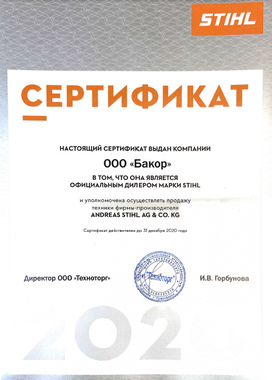 STIHL
СЕРТИФИКАТ
НАСТОЯЩИЙ СЕРТИФИКАТ ВЫДАН КОМПАНИИ
ООО «Бакор»
В ТОМ, ЧТО ОНА ЯВЛЯЕТСЯ
ОФИЦИАЛЬНЫМ ДИЛЕРОМ МАРКИ STIHL
и уполномочена осуществлять продажу
техники фирмы-производителя
ANDREAS STIHL AG & CO. KG
Сертификат действителен до 31 декабря 2020 года
Директор ООО «Техноторг»
«Техноторг»
И.В. Горбунова
202